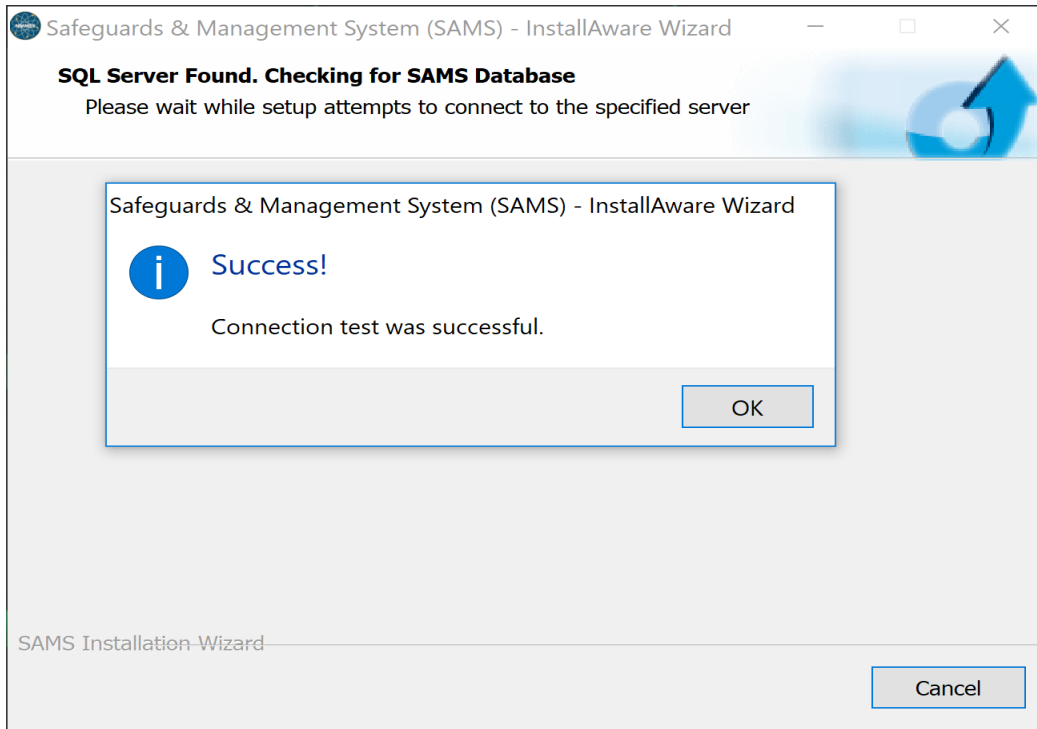 Safeguards & Management System (SAMS) - InstallAware Wizard
SQL Server Found. Checking for SAMS Database
Please wait while setup attempts to connect to the specified server
Safeguards & Management System (SAMS) - InstallAware Wizard
i
Success!
Connection test was successful.
OK
SAMS Installation Wizard
Cancel